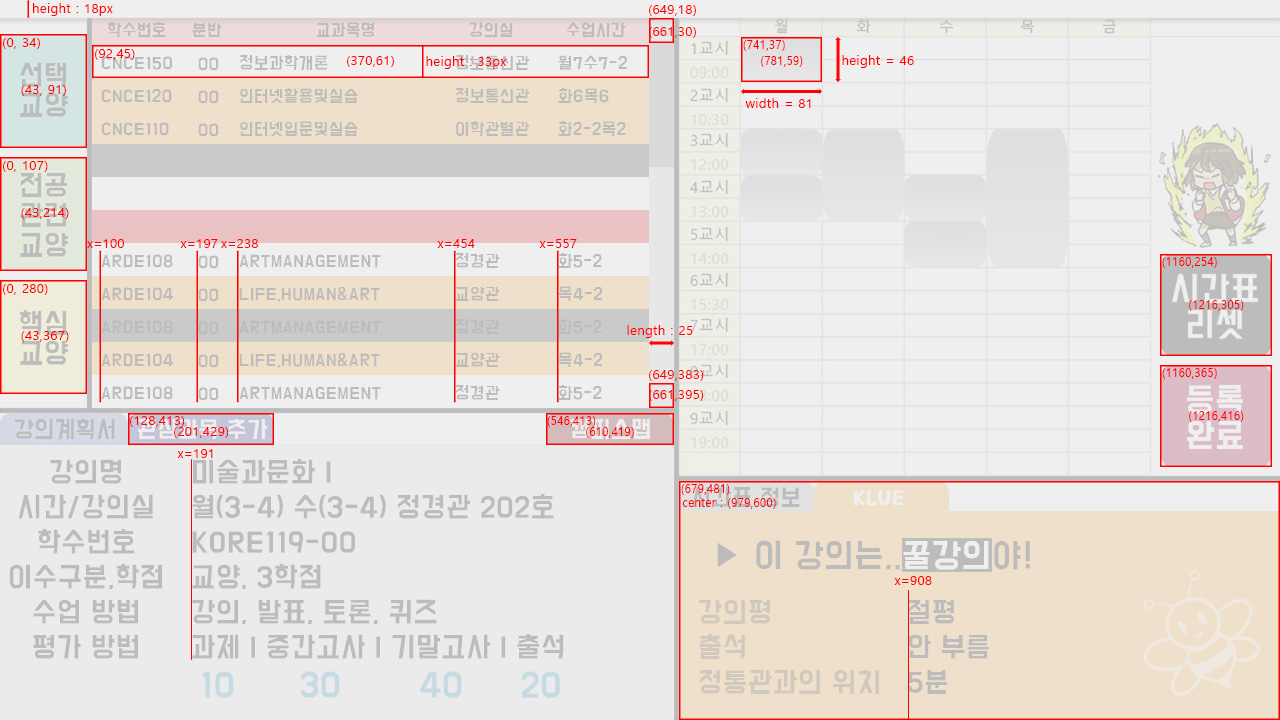 height : 18px
(649,18)
학수번호 분반 교과목명 강의실 수업시간
(661,30)
월 화 수 목 금
(0, 34)
선택
(43, 91)
교양
(92,45)
CNCE150 00 정보과학개론 (370,61) height : 33px 정보통신관 월7수7-2
CNCE120 00 인터넷활용및실습 정보통신관 화6목6
CNCE110 00 인터넷입문및실습 이학관별관 화2-2목2
(0, 107)
전공
(43,214)
관련
교양
x=100 x=197 x=238 x=454 x=557
ARDE108 00 ARTMANAGEMENT 정경관 화5-2
ARDE104 00 LIFE,HUMAN&ART 교양관 목4-2
ARDE108 00 ARTMANAGEMENT 정경관 화5-2
ARDE104 00 LIFE,HUMAN&ART 교양관 목4-2
ARDE108 00 ARTMANAGEMENT 정경관 화5-2
(0, 280)
핵심
(43,367)
교양
length : 25
(649,383)
(661,395)
1교시
(741,37)
(781,59)
height = 46
09:00
width = 81
2교시
10:30
3교시
12:00
4교시
13:00
5교시
14:00
6교시
15:30
7교시
17:00
9교시
19:00
(1160,254)
시간표
(1216,305)
리셋
(1160,365)
등록
(1216,416)
완료
강의계획서
(128,413)
관심과목 추가
(201,429)
(546,413)
캠퍼스맵
(610,419)
x=191
강의명 미술과문화 I
시간/강의실 월(3-4) 수(3-4) 정경관 202호
학수번호 KORE119-00
이수구분,학점 교양, 3학점
수업 방법 강의, 발표, 토론, 퀴즈
평가 방법 과제 I 중간고사 I 기말고사 I 출석
10 30 40 20
(679,481)
시간표 정보 KLUE
center : (979,600)
▶ 이 강의는..꿀강의야!
x=908
강의평 절평
출석 안 부름
정통관과의 위치 5분